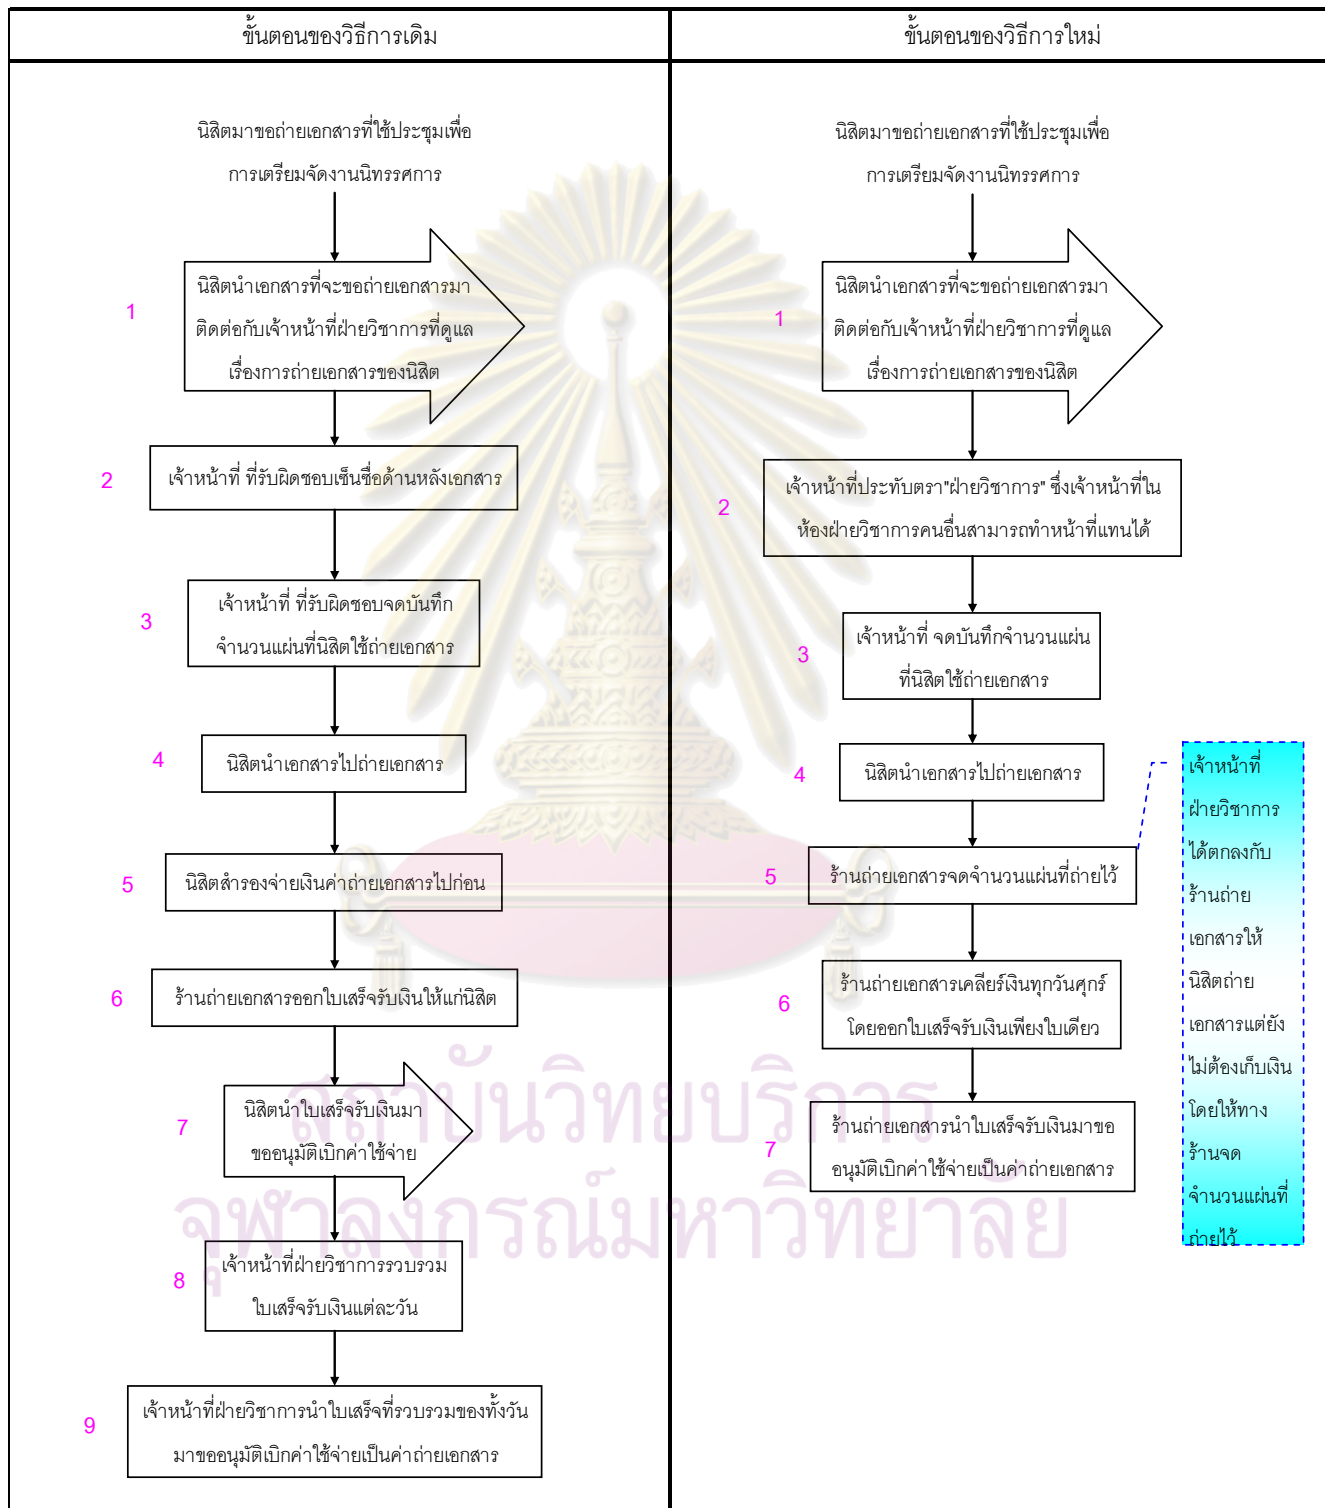 ขั้นตอนของวิธีการเดิม
นิสิตมาขอถ่ายเอกสารที่ใช้ประชุมเพื่อ
การเตรียมจัดงานนิทรรศการ
1
นิสิตนำเอกสารที่จะขอถ่ายเอกสารมา
ติดต่อกับเจ้าหน้าที่ฝ่ายวิชาการที่ดูแล
เรื่องการถ่ายเอกสารของนิสิต
2
เจ้าหน้าที่ ที่รับผิดชอบเซ็นชื่อด้านหลังเอกสาร
3
เจ้าหน้าที่ ที่รับผิดชอบจดบันทึก
จำนวนแผ่นที่นิสิตใช้ถ่ายเอกสาร
4
นิสิตนำเอกสารไปถ่ายเอกสาร
5
นิสิตสำรองจ่ายเงินค่าถ่ายเอกสารไปก่อน
6
ร้านถ่ายเอกสารออกใบเสร็จรับเงินให้แก่นิสิต
7
นิสิตนำใบเสร็จรับเงินมา
ขออนุมัติเบิกค่าใช้จ่าย
8
เจ้าหน้าที่ฝ่ายวิชาการรวบรวม
ใบเสร็จรับเงินแต่ละวัน
9
เจ้าหน้าที่ฝ่ายวิชาการนำใบเสร็จที่รวบรวมของทั้งวัน
มาขออนุมัติเบิกค่าใช้จ่ายเป็นค่าถ่ายเอกสาร
ขั้นตอนของวิธีการใหม่
นิสิตมาขอถ่ายเอกสารที่ใช้ประชุมเพื่อ
การเตรียมจัดงานนิทรรศการ
1
นิสิตนำเอกสารที่จะขอถ่ายเอกสารมา
ติดต่อกับเจ้าหน้าที่ฝ่ายวิชาการที่ดูแล
เรื่องการถ่ายเอกสารของนิสิต
2
เจ้าหน้าที่ประทับตรา"ฝ่ายวิชาการ" ซึ่งเจ้าหน้าที่ใน
ห้องฝ่ายวิชาการคนอื่นสามารถทำหน้าที่แทนได้
3
เจ้าหน้าที่ จดบันทึกจำนวนแผ่น
ที่นิสิตใช้ถ่ายเอกสาร
4
นิสิตนำเอกสารไปถ่ายเอกสาร
5
ร้านถ่ายเอกสารจดจำนวนแผ่นที่ถ่ายไว้
6
ร้านถ่ายเอกสารเคลียร์เงินทุกวันศุกร์
โดยออกใบเสร็จรับเงินเพียงใบเดียว
7
ร้านถ่ายเอกสารนำใบเสร็จรับเงินมาขอ
อนุมัติเบิกค่าใช้จ่ายเป็นค่าถ่ายเอกสาร
เจ้าหน้าที่
ฝ่ายวิชาการ
ได้ตกลงกับ
ร้านถ่าย
เอกสารให้
นิสิตถ่าย
เอกสารแต่ยัง
ไม่ต้องเก็บเงิน
โดยให้ทาง
ร้านจด
จำนวนแผ่นที่
ถ่ายไว้
สถาบันวิทยบริการ
จุฬาลงกรณ์มหาวิทยาลัย